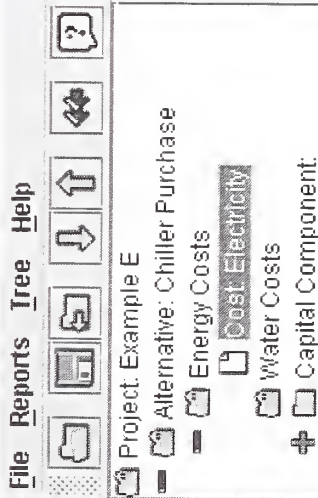 File Reports Tree Help
?
Project: Example E
Alternative: Chiller Purchase
Energy Costs
Cost Electricity
Water Costs
Capital Component: